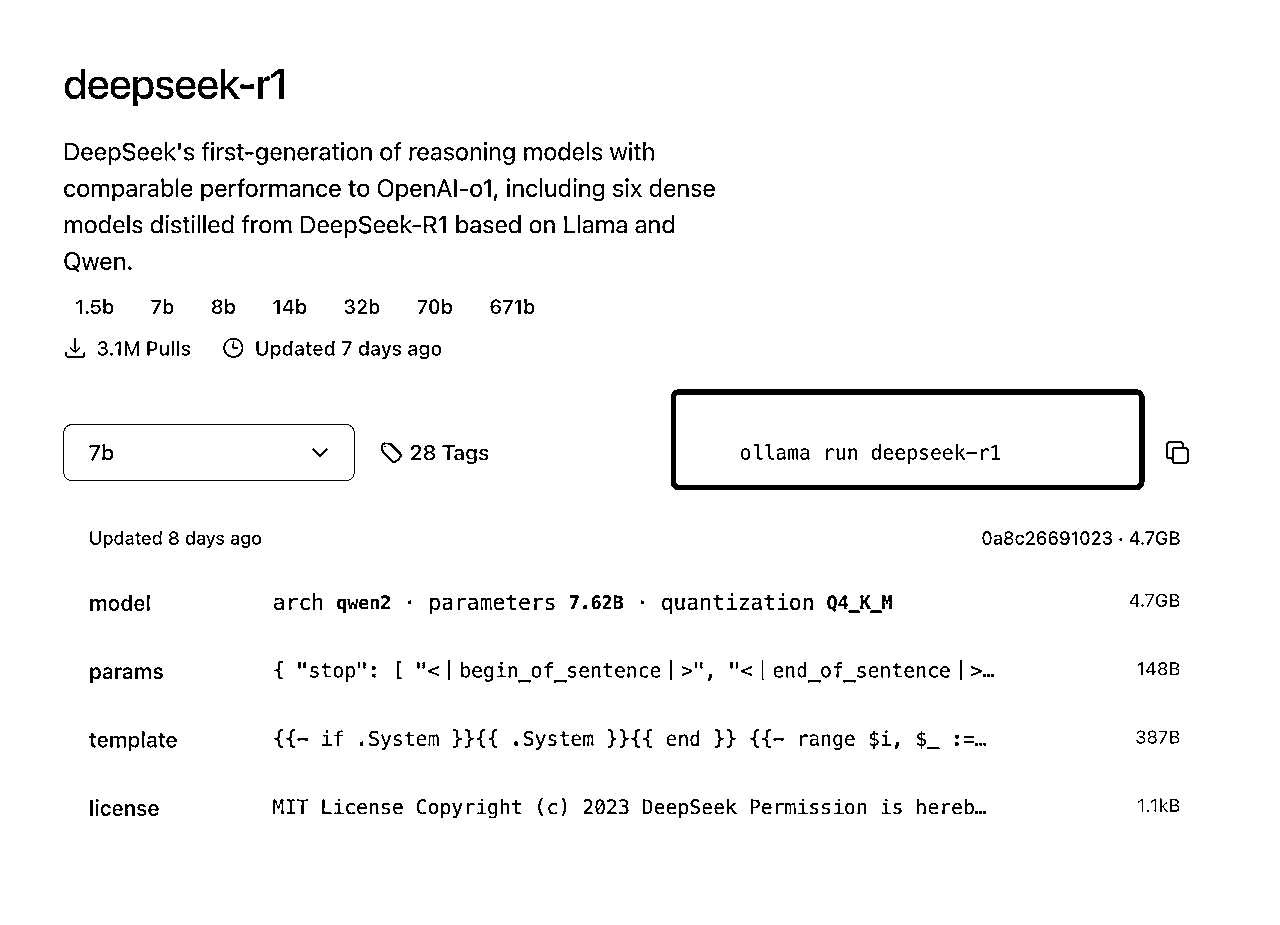 deepseek-r1
DeepSeek's first-generation of reasoning models with
comparable performance to OpenAI-o1, including six dense
models distilled from DeepSeek-R1 based on Llama and
Qwen.
1.5b 7b 8b 14b 32b 70b 671b
3.1M Pulls Updated 7 days ago
7b 28 Tags ollama run deepseek-r1
Updated 8 days ago 0a8c26691023 · 4.7GB
model arch qwen2 · parameters 7.62B · quantization Q4_K_M 4.7GB
params { "stop": [ "<|begin_of_sentence|>", "<|end_of_sentence|>… 148B
template {{- if .System }}{{ .System }}{{ end }} {{- range $i, $_ :=… 387B
license MIT License Copyright (c) 2023 DeepSeek Permission is hereb… 1.1kB